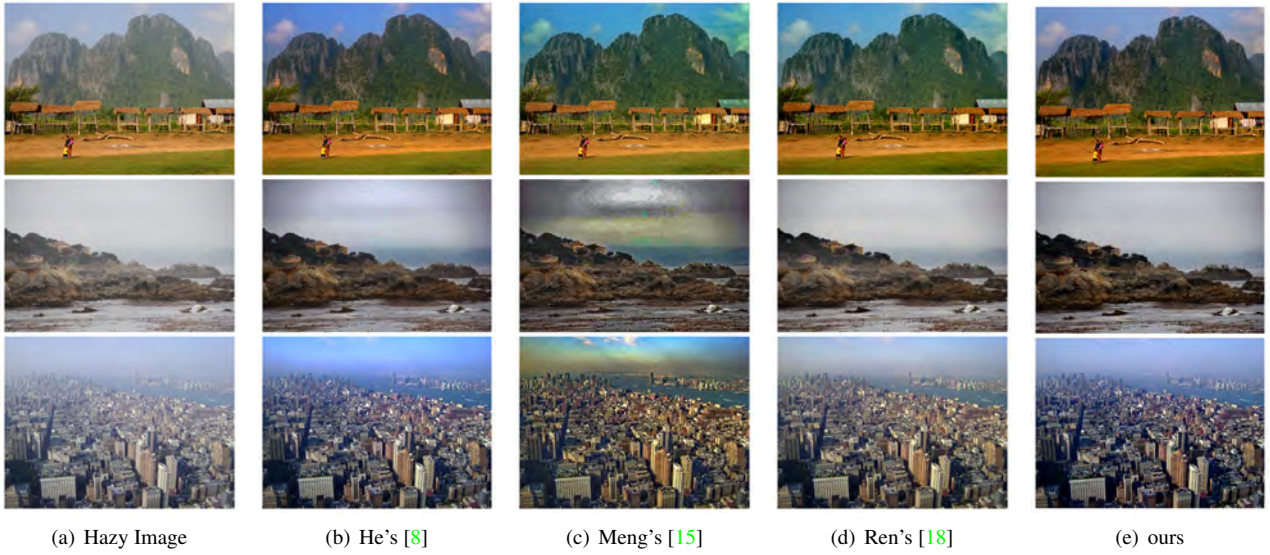 (a) Hazy Image
(b) He's [8]
(c) Meng's [15]
(d) Ren's [18]
(e) ours